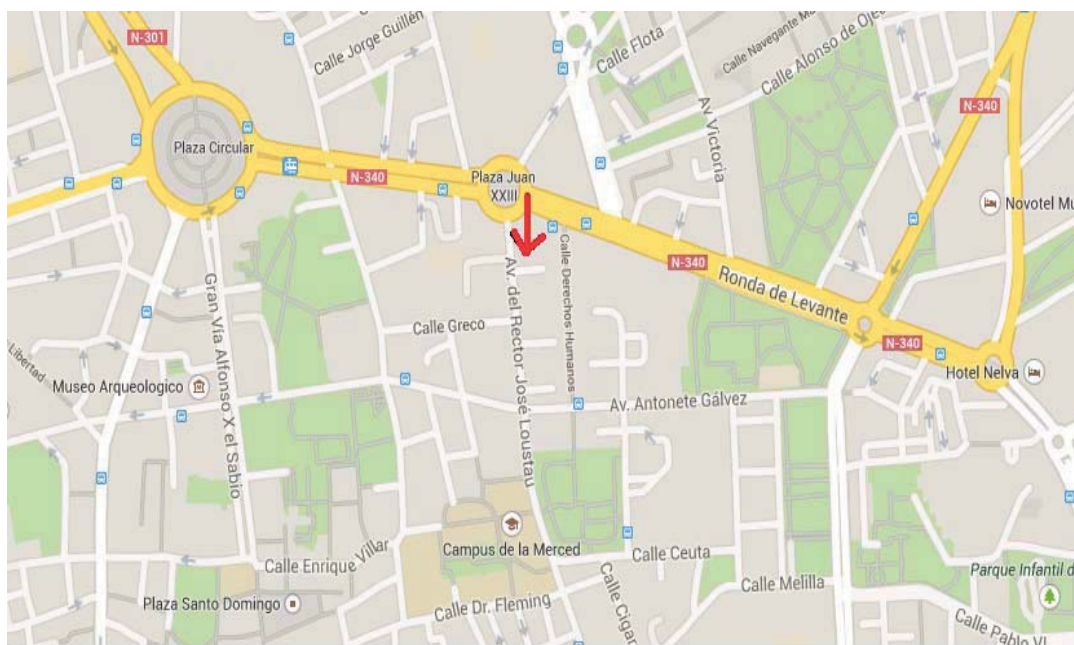 N-301
Calle Jorge Guillén
Calle Flota
Calle Navegante Ma
Calle Alonso de Oje
Av Victoria
N-340
Plaza Circular
N-340
Plaza Juan
XXIII
Novotel Mu
Calle Derechos Humanos
N-340
Ronda de Levante
Gran Vía Alfonso X el Sabio
Av. del Rector José Loustau
Calle Greco
N-340
Libertad
Museo Arqueologico
Hotel Nelva
Av. Antonete Gálvez
Campus de la Merced
Calle Ceuta
Calle Enrique Villar
Calle Melilla
Parque Infantil d
Plaza Santo Domingo
Calle Dr. Fleming
Calle Cigar
Calle Pablo VI